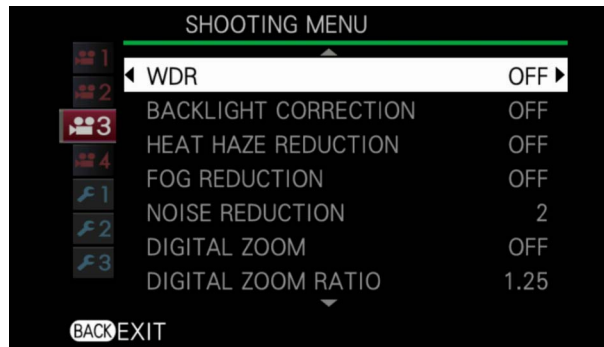 SHOOTING MENU
1
2
3
4
1
2
3
WDR OFF
BACKLIGHT CORRECTION OFF
HEAT HAZE REDUCTION OFF
FOG REDUCTION OFF
NOISE REDUCTION 2
DIGITAL ZOOM OFF
DIGITAL ZOOM RATIO 1.25
BACK EXIT